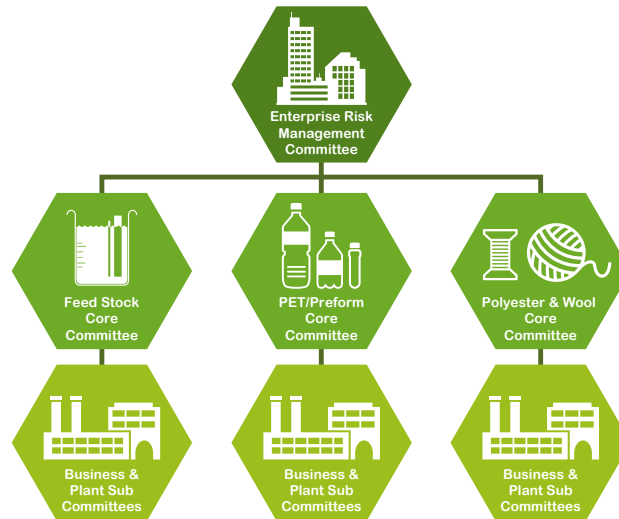 Enterprise Risk
Management
Committee
Feed Stock
Core
Committee
PET/Preform
Core
Committee
Polyester & Wool
Core
Committee
Business &
Plant Sub
Committees
Business &
Plant Sub
Committees
Business &
Plant Sub
Committees